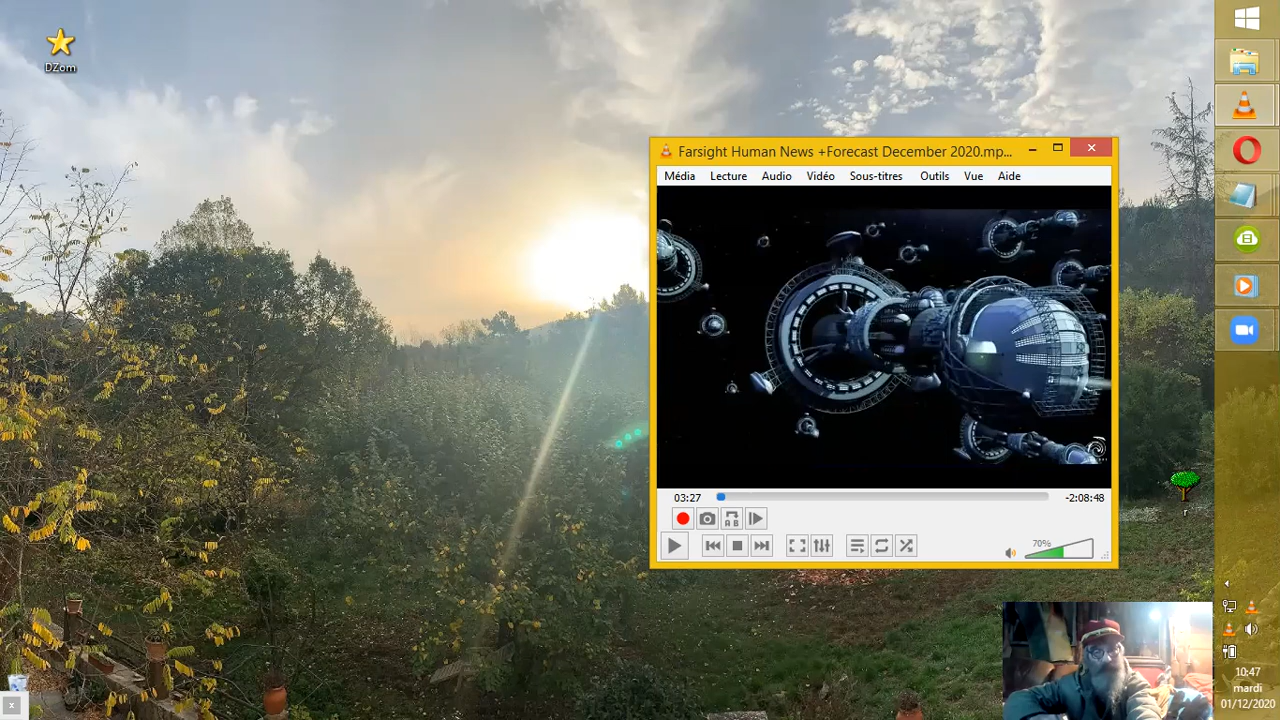 DZom
Farsight Human News +Forecast December 2020.mp...
Média Lecture Audio Vidéo Sous-titres Outils Vue Aide
03:27
-2:08:48
A B
70%
r
10:47
mardi
01/12/2020
x